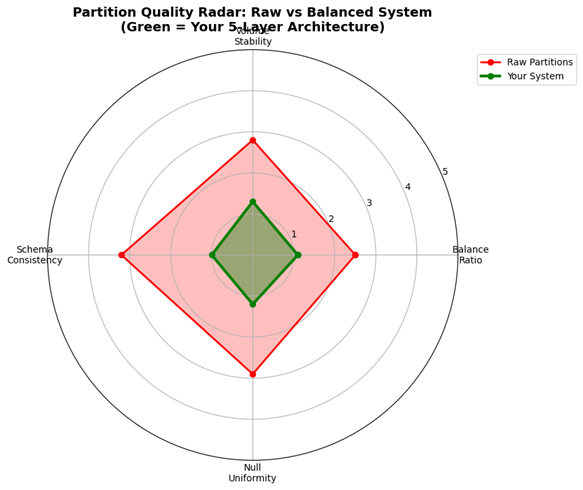 Partition Quality Radar: Raw vs Balanced System
(Green = Your 5-Layer Architecture)
Volume
Stability
Raw Partitions
Your System
5
4
3
2
1
Schema
Consistency
Balance
Ratio
Null
Uniformity